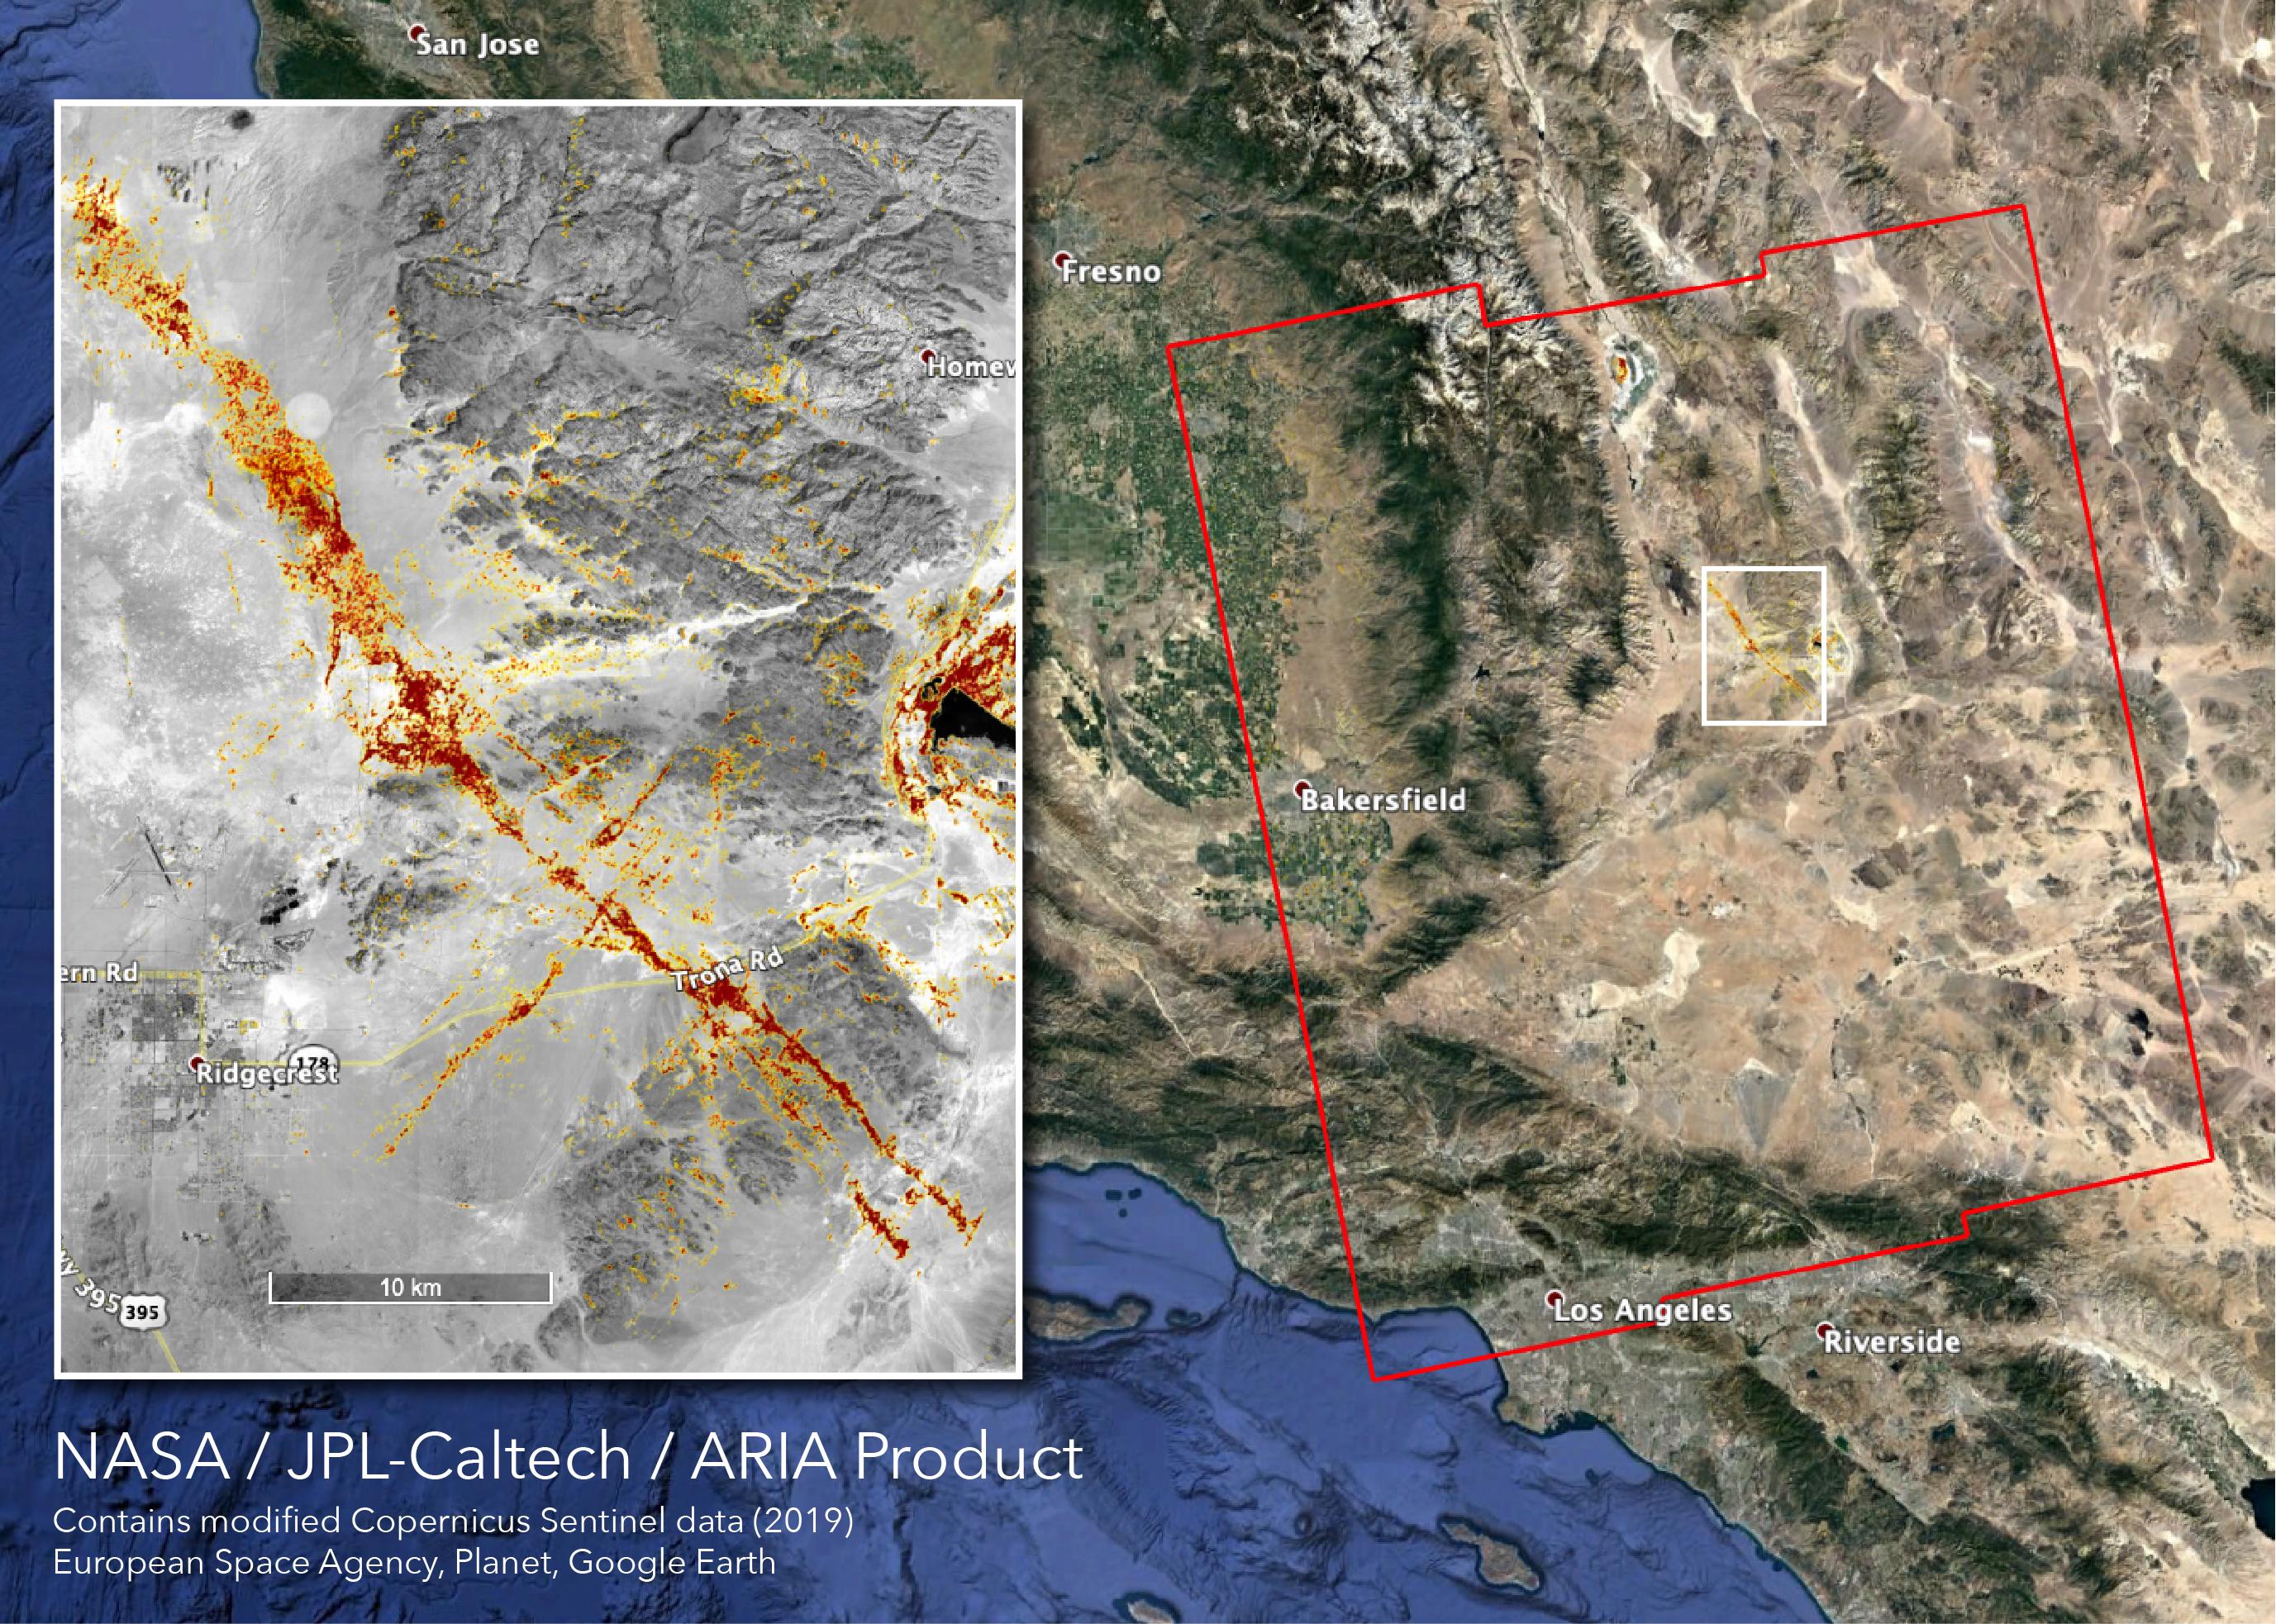 San Jose
Fresno
Homew
Bakersfield
ern Rd
Trona Rd
178
Ridgecrest
10 km
395
395
Los Angeles
Riverside
NASA / JPL-Caltech / ARIA Product
Contains modified Copernicus Sentinel data (2019)
European Space Agency, Planet, Google Earth